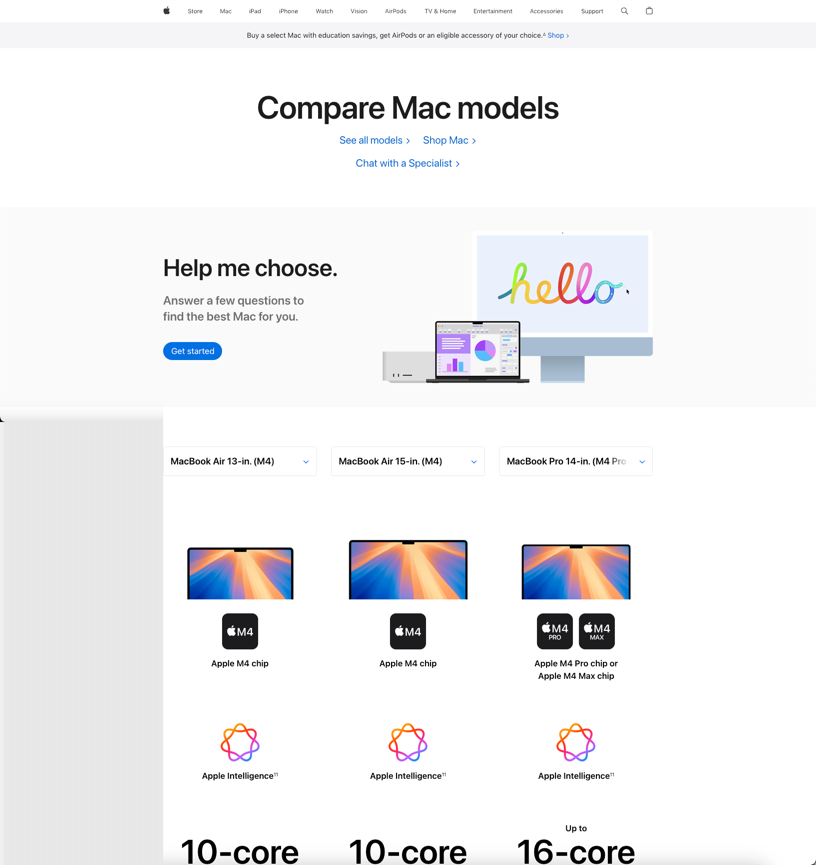 Store Mac iPad iPhone Watch Vision AirPods TV & Home Entertainment Accessories Support
Buy a select Mac with education savings, get AirPods or an eligible accessory of your choice.∆ Shop >
Compare Mac models
See all models > Shop Mac >
Chat with a Specialist >
Help me choose.
Answer a few questions to
find the best Mac for you.
Get started
hello
MacBook Air 13-in. (M4) MacBook Air 15-in. (M4) MacBook Pro 14-in. (M4 Pro
M4 M4 M4 PRO M4 MAX
Apple M4 chip Apple M4 chip Apple M4 Pro chip or
Apple M4 Max chip
Apple Intelligence¹¹ Apple Intelligence¹¹ Apple Intelligence¹¹
Up to
10-core 10-core 16-core